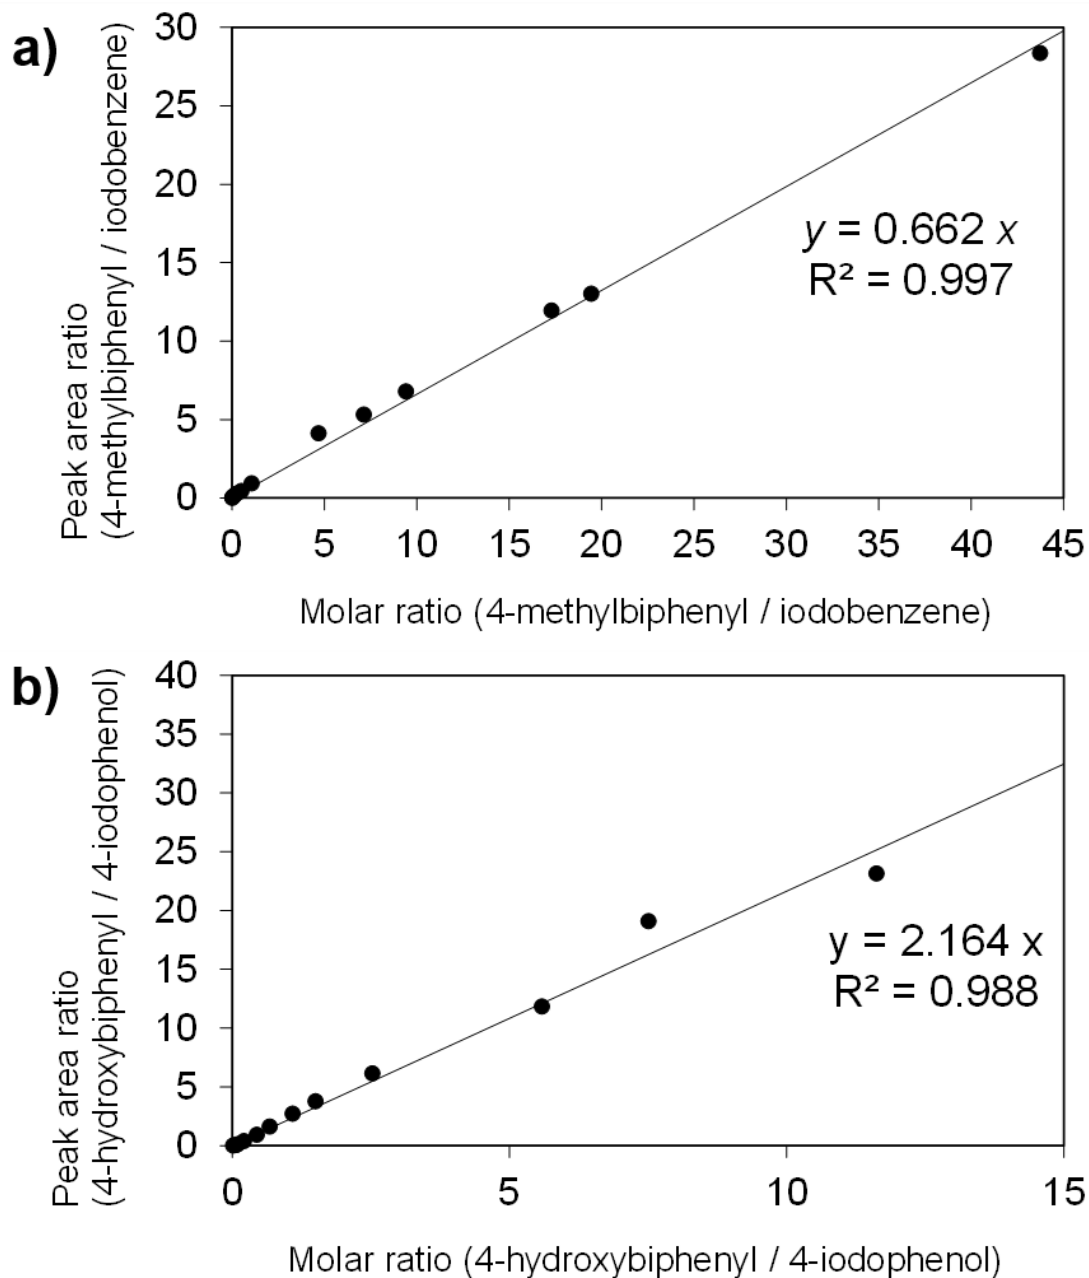 a)
Peak area ratio
(4-methylbiphenyl / iodobenzene)
30
25
20
15
10
5
0
y = 0.662 x
R² = 0.997
0 5 10 15 20 25 30 35 40 45
Molar ratio (4-methylbiphenyl / iodobenzene)
b)
Peak area ratio
(4-hydroxybiphenyl / 4-iodophenol)
40
35
30
25
20
15
10
5
0
y = 2.164 x
R² = 0.988
0 5 10 15
Molar ratio (4-hydroxybiphenyl / 4-iodophenol)